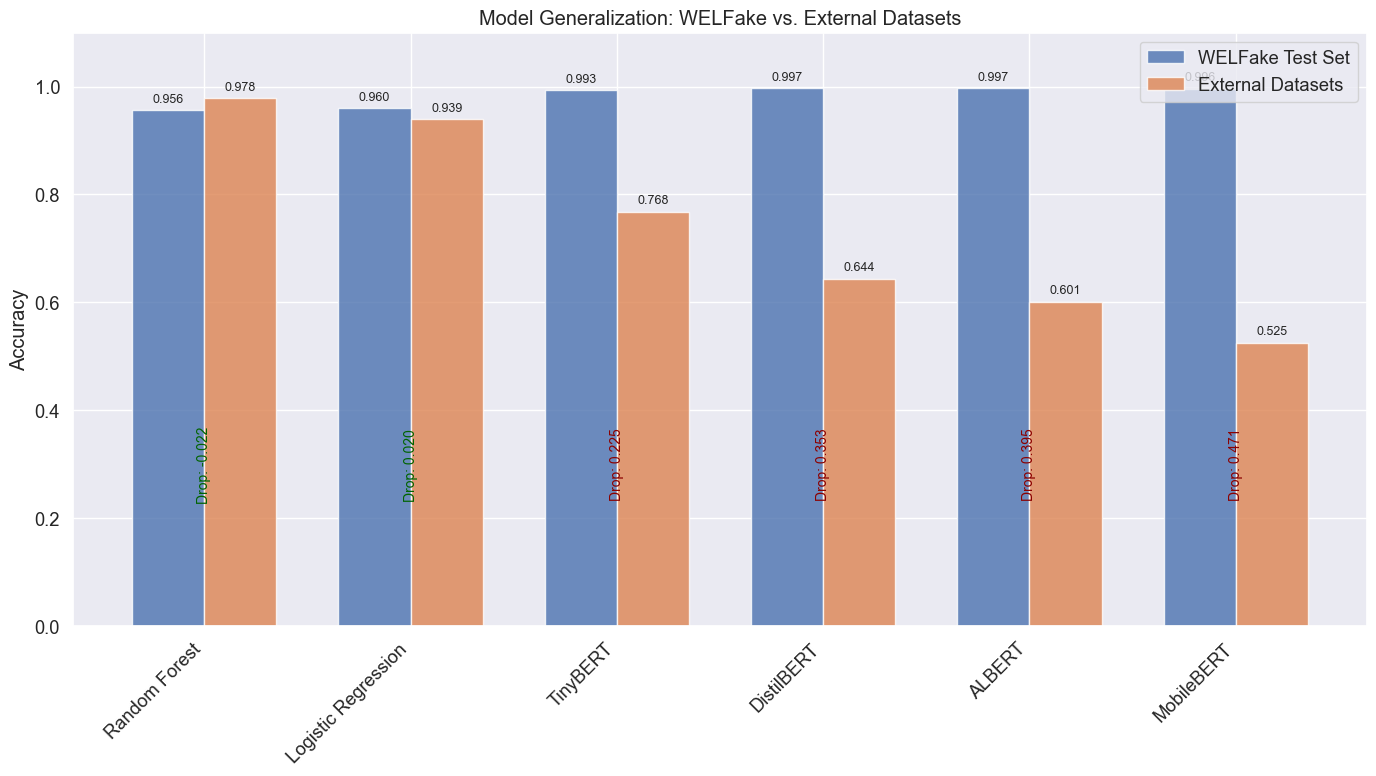 Model Generalization: WELFake vs. External Datasets
WELFake Test Set
External Datasets
Accuracy
1.0
0.8
0.6
0.4
0.2
0.0
0.956
0.978
0.960
0.939
0.993
0.768
0.997
0.644
0.997
0.601
0.996
0.525
Drop: -0.022
Drop: 0.020
Drop: 0.225
Drop: 0.353
Drop: 0.395
Drop: 0.471
Random Forest
Logistic Regression
TinyBERT
DistilBERT
ALBERT
MobileBERT